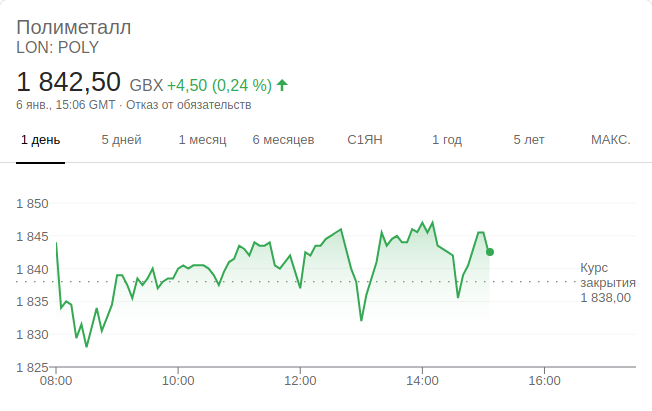 Полиметалл
LON: POLY
1 842,50 GBX +4,50 (0,24 %)
6 янв., 15:06 GMT · Отказ от обязательств
1 день 5 дней 1 месяц 6 месяцев С1ЯН 1 год 5 лет МАКС.
1 850
1 845
1 840
1 835
1 830
1 825
Курс
закрытия
1 838,00
08:00 10:00 12:00 14:00 16:00